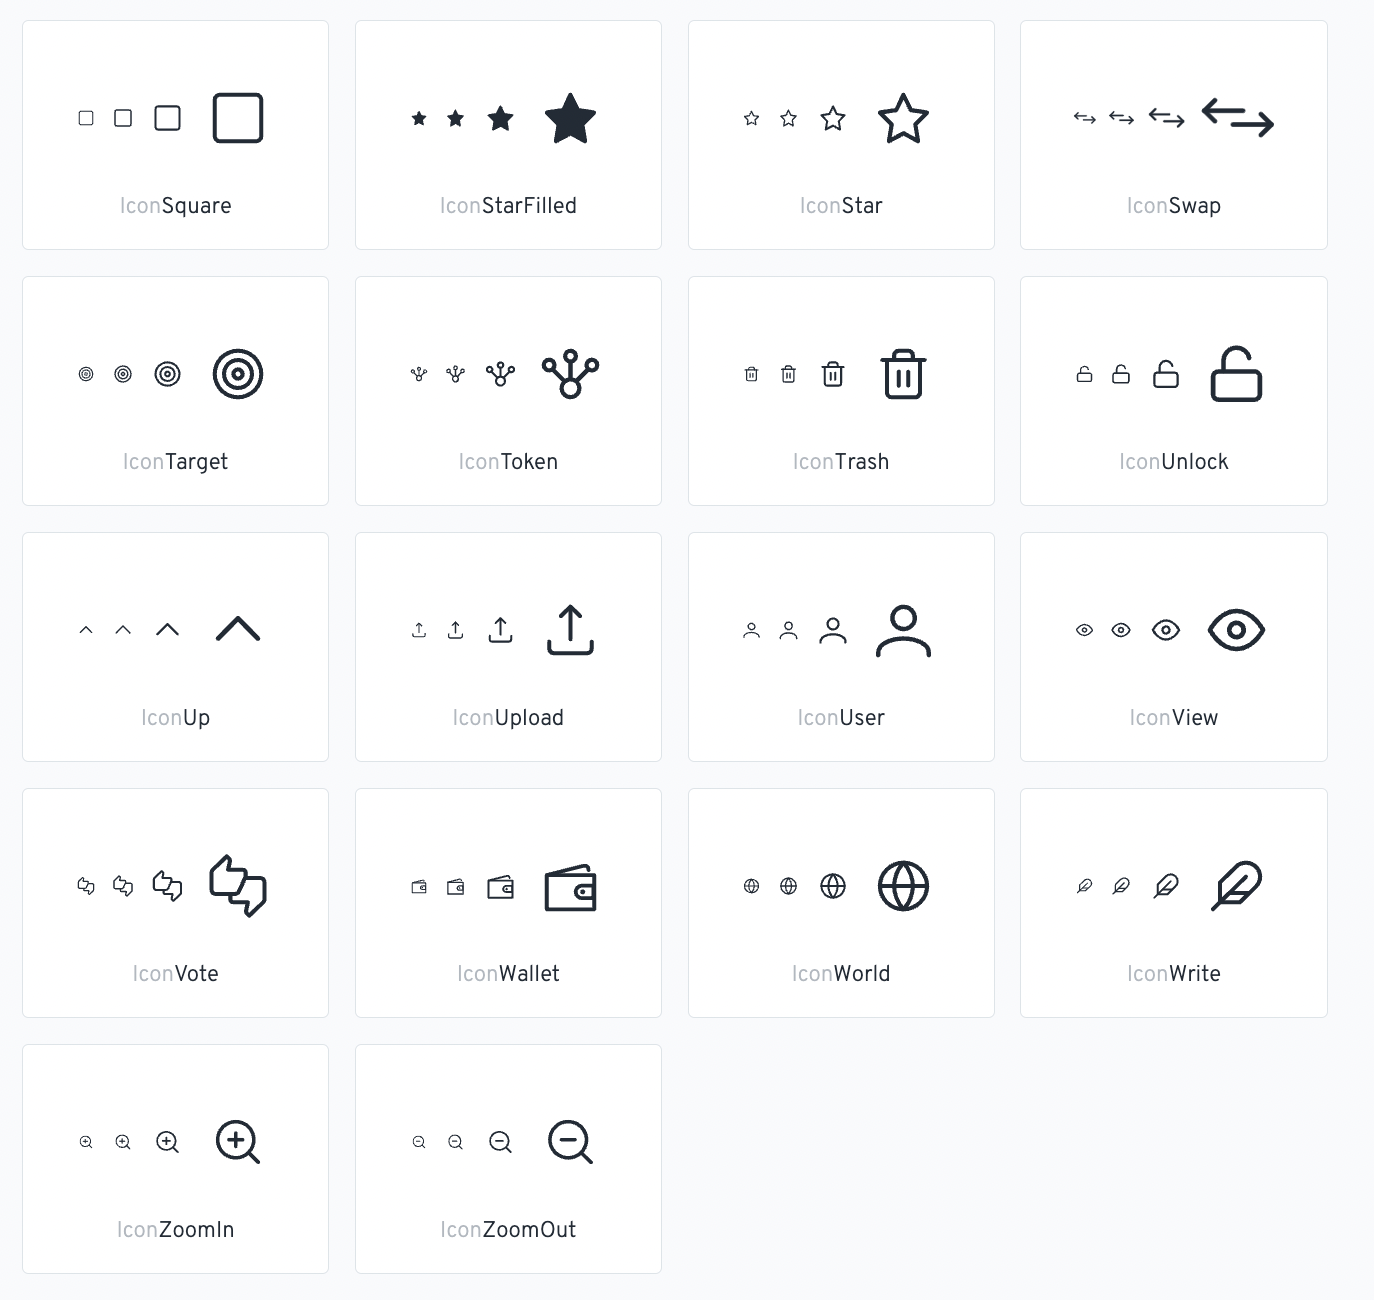 IconSquare
IconStarFilled
IconStar
IconSwap
IconTarget
IconToken
IconTrash
IconUnlock
IconUp
IconUpload
IconUser
IconView
IconVote
IconWallet
IconWorld
IconWrite
IconZoomIn
IconZoomOut